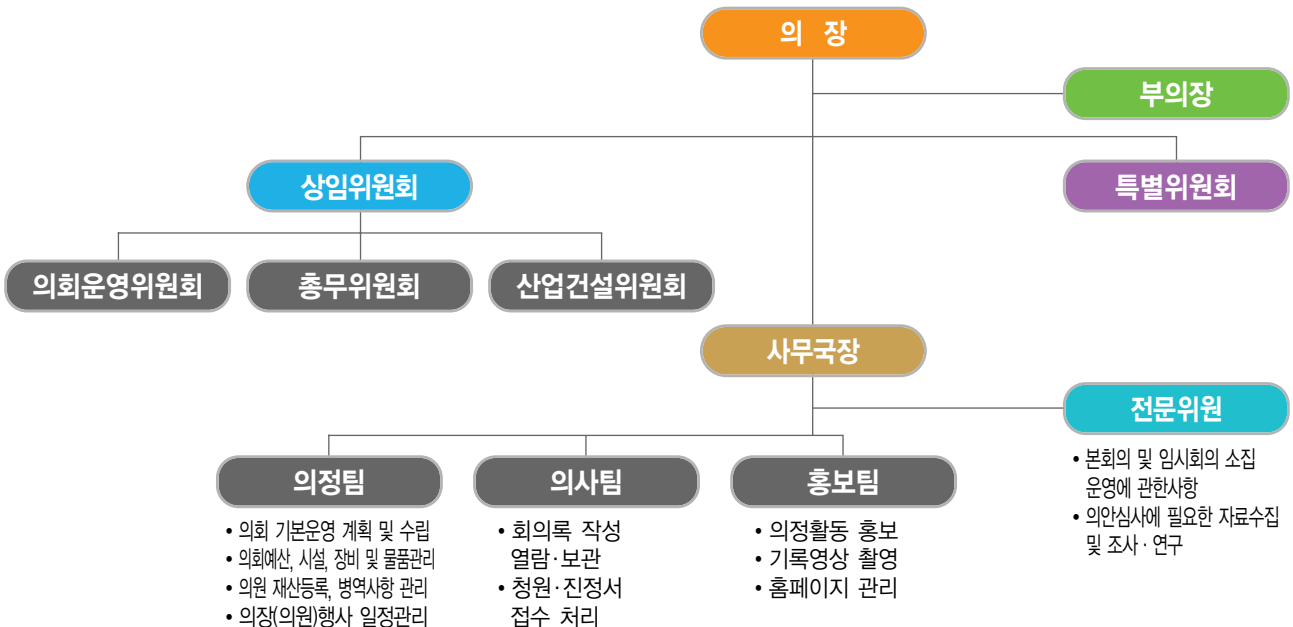 의 장
부의장
상임위원회
특별위원회
의회운영위원회
총무위원회
산업건설위원회
사무국장
전문위원
• 본회의 및 임시회의 소집
운영에 관한사항
• 의안심사에 필요한 자료수집
및 조사 · 연구
의정팀
• 의회 기본운영 계획 및 수립
• 의회예산, 시설, 장비 및 물품관리
• 의원 재산등록, 병역사항 관리
• 의장(의원)행사 일정관리
의사팀
• 회의록 작성
열람·보관
• 청원·진정서
접수 처리
홍보팀
• 의정활동 홍보
• 기록영상 촬영
• 홈페이지 관리